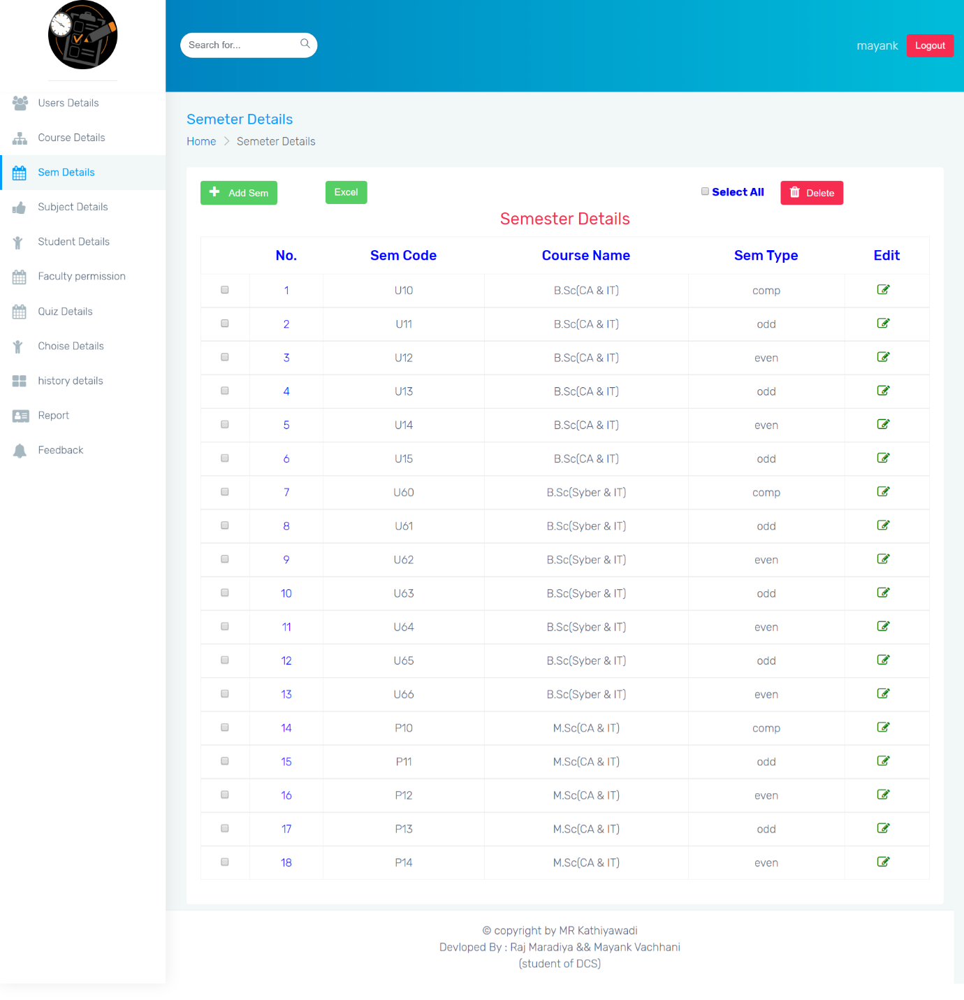 Search for...
mayank Logout
Users Details
Course Details
Sem Details
Subject Details
Student Details
Faculty permission
Quiz Details
Choise Details
history details
Report
Feedback
Semeter Details
Home > Semeter Details
Add Sem Excel Select All Delete
Semester Details
No. Sem Code Course Name Sem Type Edit
1 U10 B.Sc(CA & IT) comp
2 U11 B.Sc(CA & IT) odd
3 U12 B.Sc(CA & IT) even
4 U13 B.Sc(CA & IT) odd
5 U14 B.Sc(CA & IT) even
6 U15 B.Sc(CA & IT) odd
7 U60 B.Sc(Syber & IT) comp
8 U61 B.Sc(Syber & IT) odd
9 U62 B.Sc(Syber & IT) even
10 U63 B.Sc(Syber & IT) odd
11 U64 B.Sc(Syber & IT) even
12 U65 B.Sc(Syber & IT) odd
13 U66 B.Sc(Syber & IT) even
14 P10 M.Sc(CA & IT) comp
15 P11 M.Sc(CA & IT) odd
16 P12 M.Sc(CA & IT) even
17 P13 M.Sc(CA & IT) odd
18 P14 M.Sc(CA & IT) even
© copyright by MR Kathiyawadi
Devloped By : Raj Maradiya && Mayank Vachhani
(student of DCS)